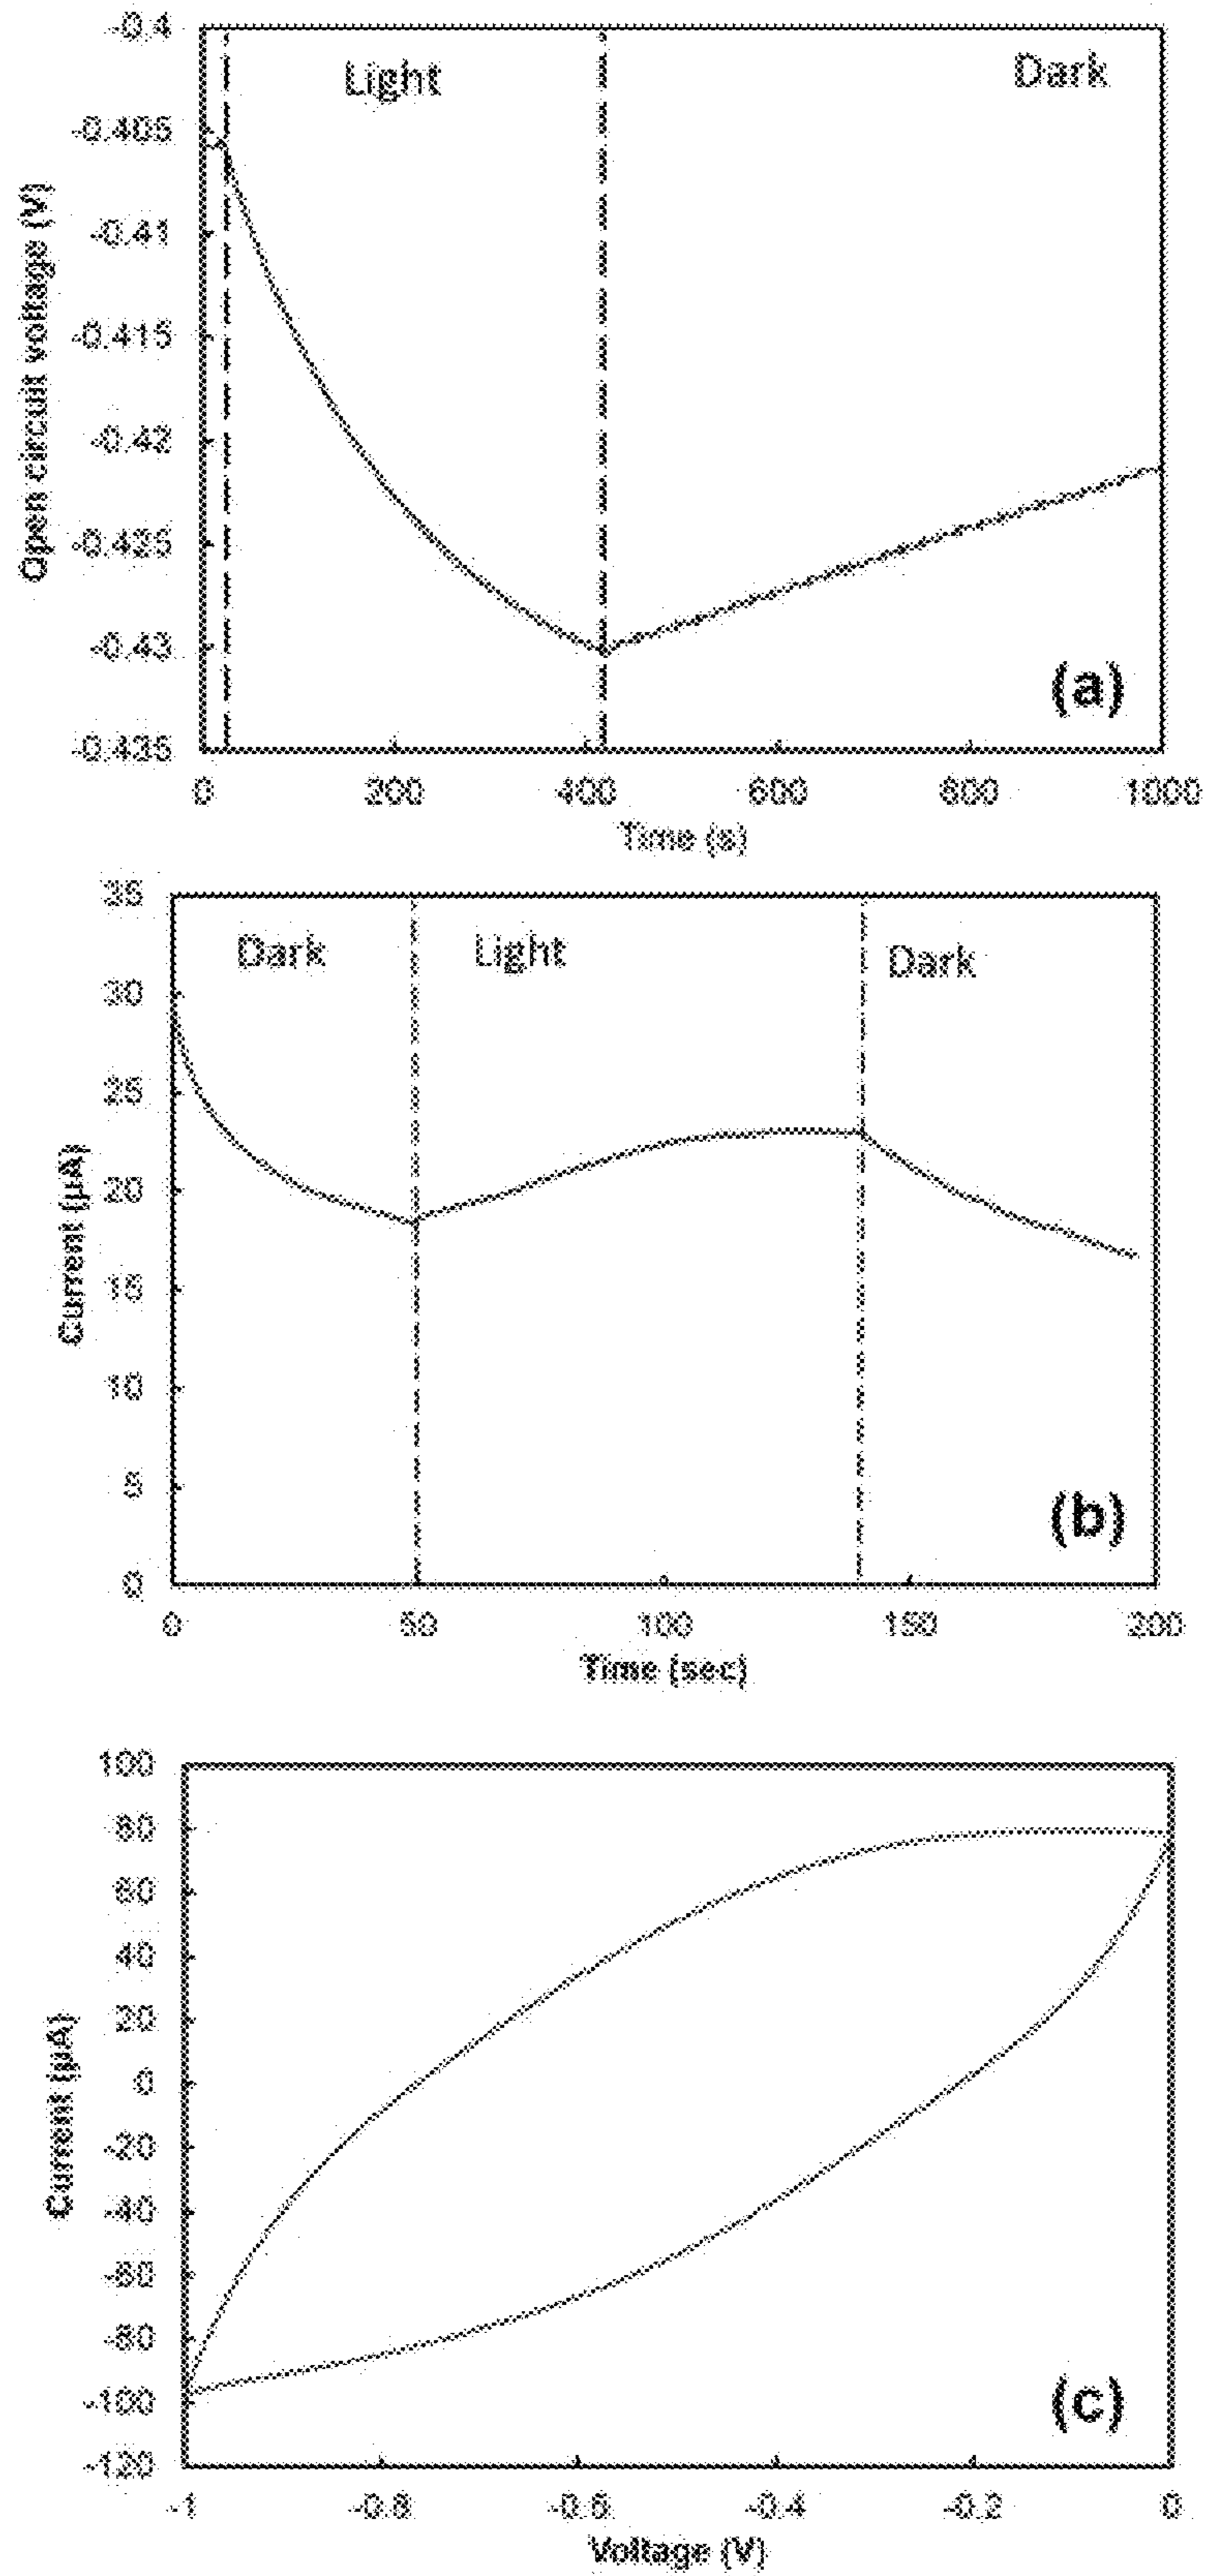 -0.4
Light
Dark
-0.405
-0.41
-0.415
-0.42
-0.425
-0.43
-0.435
Open circuit voltage (V)
(a)
0 200 400 600 800 1000
Time (s)
35
30
25
20
15
10
5
0
Dark
Light
Dark
Current (μA)
(b)
0 50 100 150 200
Time (sec)
100
80
60
40
20
0
-20
-40
-60
-80
-100
-120
Current (μA)
(c)
-1 -0.8 -0.6 -0.4 -0.2 0
Voltage (V)